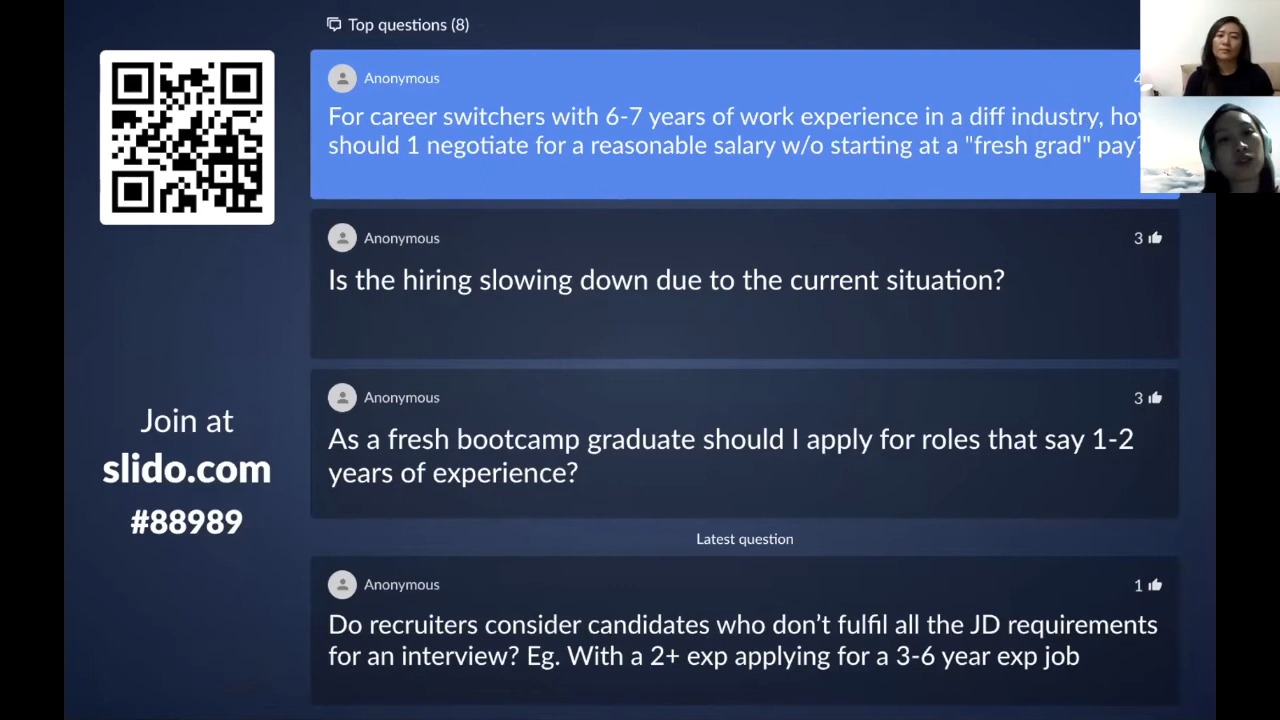 Top questions (8)
Anonymous
4
For career switchers with 6-7 years of work experience in a diff industry,
should 1 negotiate for a reasonable salary w/o starting at a "fresh grad" pay?
Anonymous
3
Is the hiring slowing down due to the current situation?
Anonymous
3
As a fresh bootcamp graduate should I apply for roles that say 1-2
years of experience?
Latest question
Anonymous
1
Do recruiters consider candidates who don’t fulfil all the JD requirements
for an interview? Eg. With a 2+ exp applying for a 3-6 year exp job
Join at
slido.com
#88989